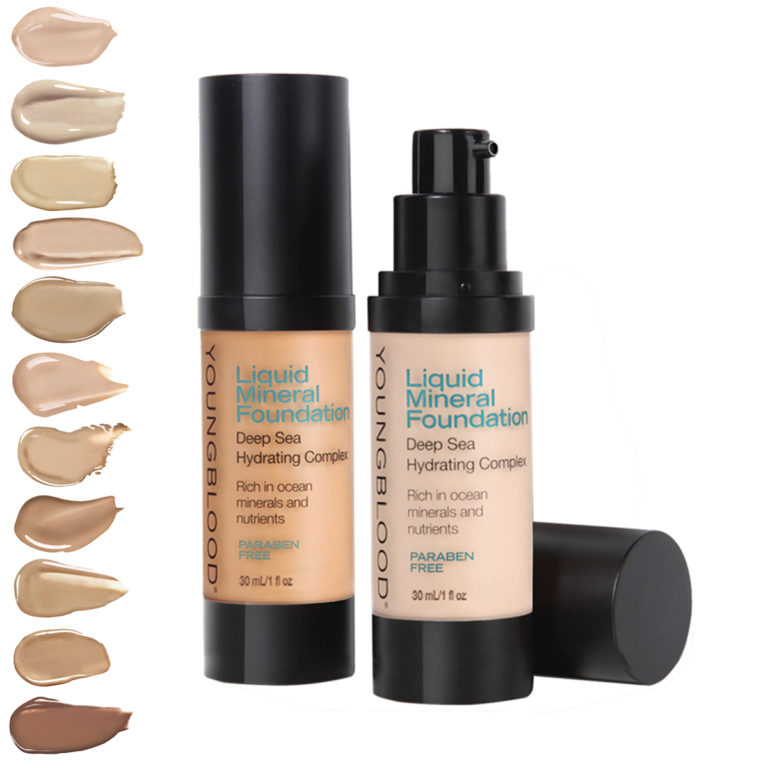 YOUNGBLOOD®
Liquid
Mineral
Foundation
Deep Sea
Hydrating Complex
Rich in ocean
minerals and
nutrients
PARABEN
FREE
30 mL/1 fl oz
YOUNGBLOOD®
Liquid
Mineral
Foundation
Deep Sea
Hydrating Complex
Rich in ocean
minerals and
nutrients
PARABEN
FREE
30 mL/1 fl oz